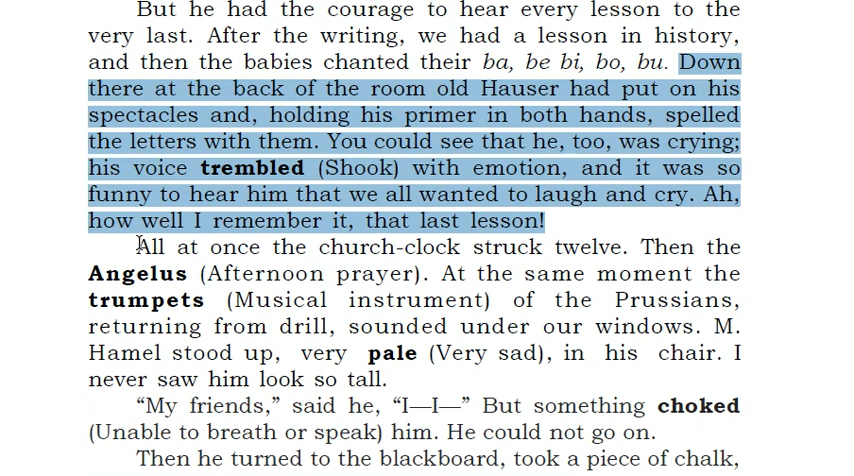 But he had the courage to hear every lesson to the
very last. After the writing, we had a lesson in history,
and then the babies chanted their ba, be bi, bo, bu. Down
there at the back of the room old Hauser had put on his
spectacles and, holding his primer in both hands, spelled
the letters with them. You could see that he, too, was crying;
his voice trembled (Shook) with emotion, and it was so
funny to hear him that we all wanted to laugh and cry. Ah,
how well I remember it, that last lesson!
All at once the church-clock struck twelve. Then the
Angelus (Afternoon prayer). At the same moment the
trumpets (Musical instrument) of the Prussians,
returning from drill, sounded under our windows. M.
Hamel stood up, very pale (Very sad), in his chair. I
never saw him look so tall.
“My friends,” said he, “I—I—” But something choked
(Unable to breath or speak) him. He could not go on.
Then he turned to the blackboard, took a piece of chalk,